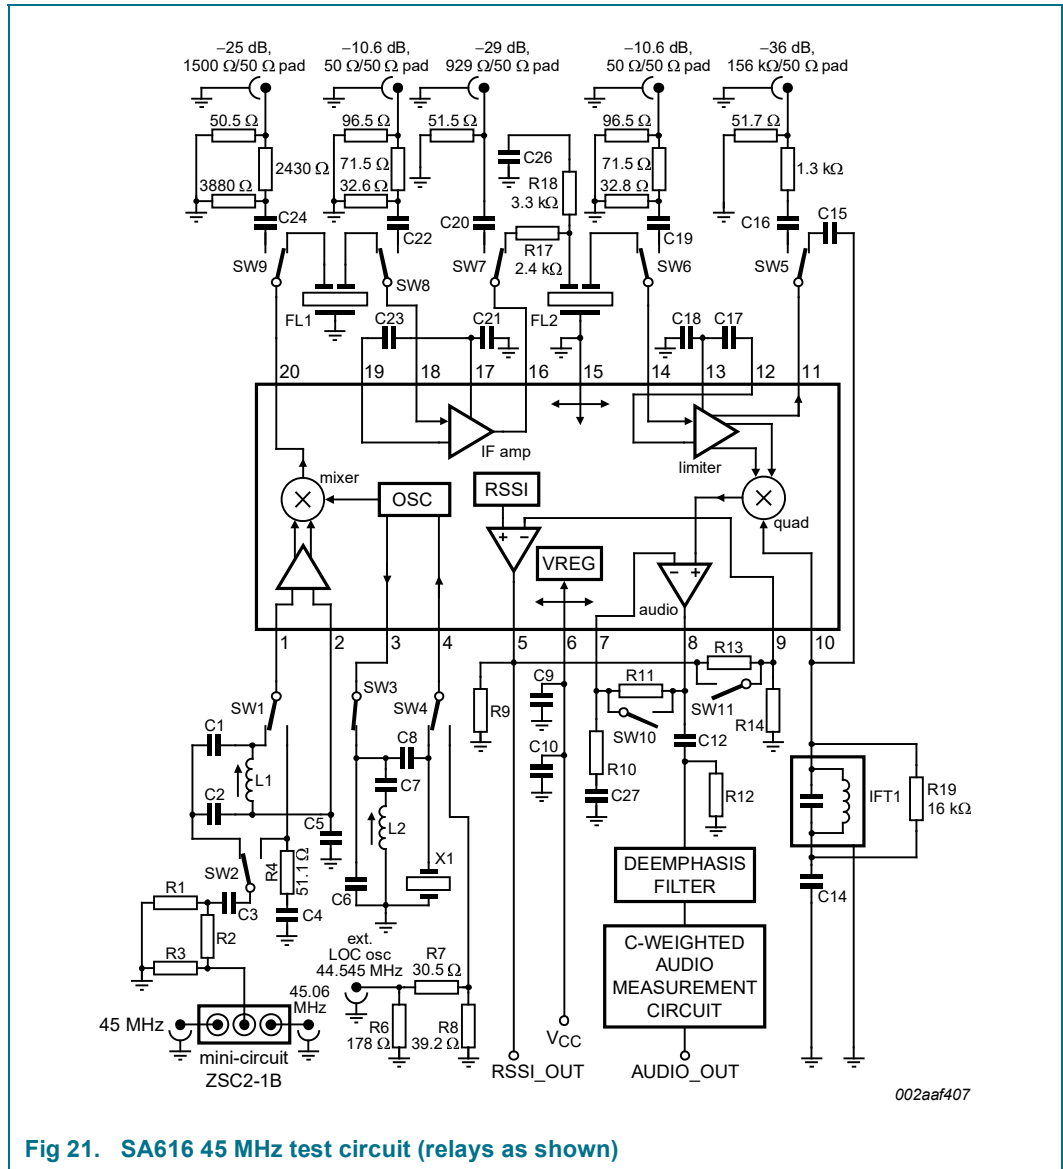 –25 dB,
1500 Ω/50 Ω pad
–10.6 dB,
50 Ω/50 Ω pad
–29 dB,
929 Ω/50 Ω pad
–10.6 dB,
50 Ω/50 Ω pad
–36 dB,
156 kΩ/50 Ω pad
50.5 Ω
96.5 Ω
51.5 Ω
96.5 Ω
51.7 Ω
2430 Ω
71.5 Ω
C26
71.5 Ω
1.3 kΩ
3880 Ω
32.6 Ω
R18
3.3 kΩ
32.8 Ω
C24
C22
C20
C19
C16
C15
R17
2.4 kΩ
SW9
SW8
SW7
SW6
SW5
FL1
FL2
C23
C21
C18
C17
20
19
18
17
16
15
14
13
12
11
IF amp
limiter
mixer
OSC
RSSI
quad
+ –
VREG
– +
audio
1
2
3
4
5
6
7
8
9
10
SW1
SW3
SW4
R9
C9
R11
R13
SW11
SW10
R14
C1
L1
C8
C7
C10
R10
C12
C2
C5
L2
C27
R12
IFT1
R19
16 kΩ
SW2
R4
51.1 Ω
X1
C6
C14
R1
C3
C4
R2
R3
DEEMPHASIS
FILTER
ext.
LOC osc
44.545 MHz
R7
30.5 Ω
C-WEIGHTED
AUDIO
MEASUREMENT
CIRCUIT
45 MHz
45.06
MHz
R6
178 Ω
R8
39.2 Ω
VCC
mini-circuit
ZSC2-1B
RSSI_OUT
AUDIO_OUT
002aaf407
Fig 21. SA616 45 MHz test circuit (relays as shown)